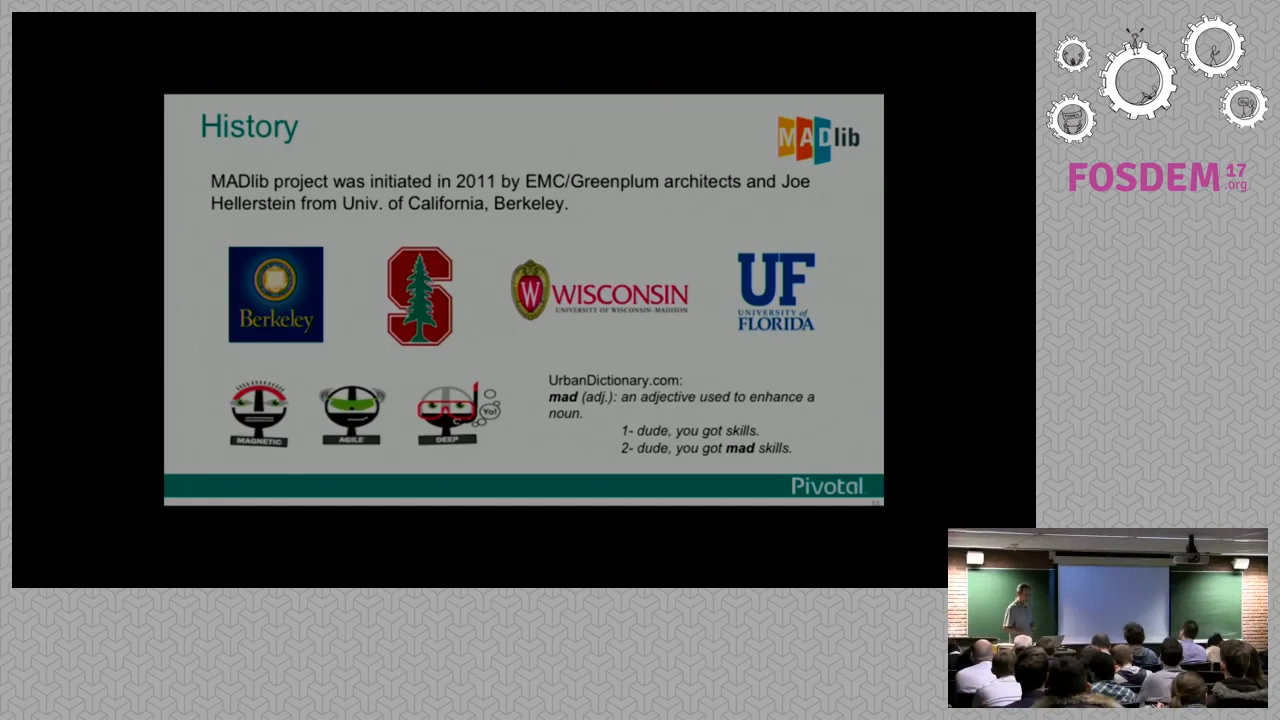 History
MADlib
MADlib project was initiated in 2011 by EMC/Greenplum architects and Joe
Hellerstein from Univ. of California, Berkeley.
Berkeley
S
W WISCONSIN
UNIVERSITY OF WISCONSIN-MADISON
UF
UNIVERSITY of
FLORIDA
MAGNETIC
AGILE
DEEP
Yo!
UrbanDictionary.com:
mad (adj.): an adjective used to enhance a
noun.
1- dude, you got skills.
2- dude, you got mad skills.
Pivotal
FOSDEM 17
.org